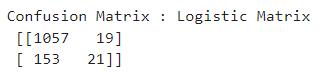 Confusion Matrix : Logistic Matrix
[[1057   19]
[ 153   21]]